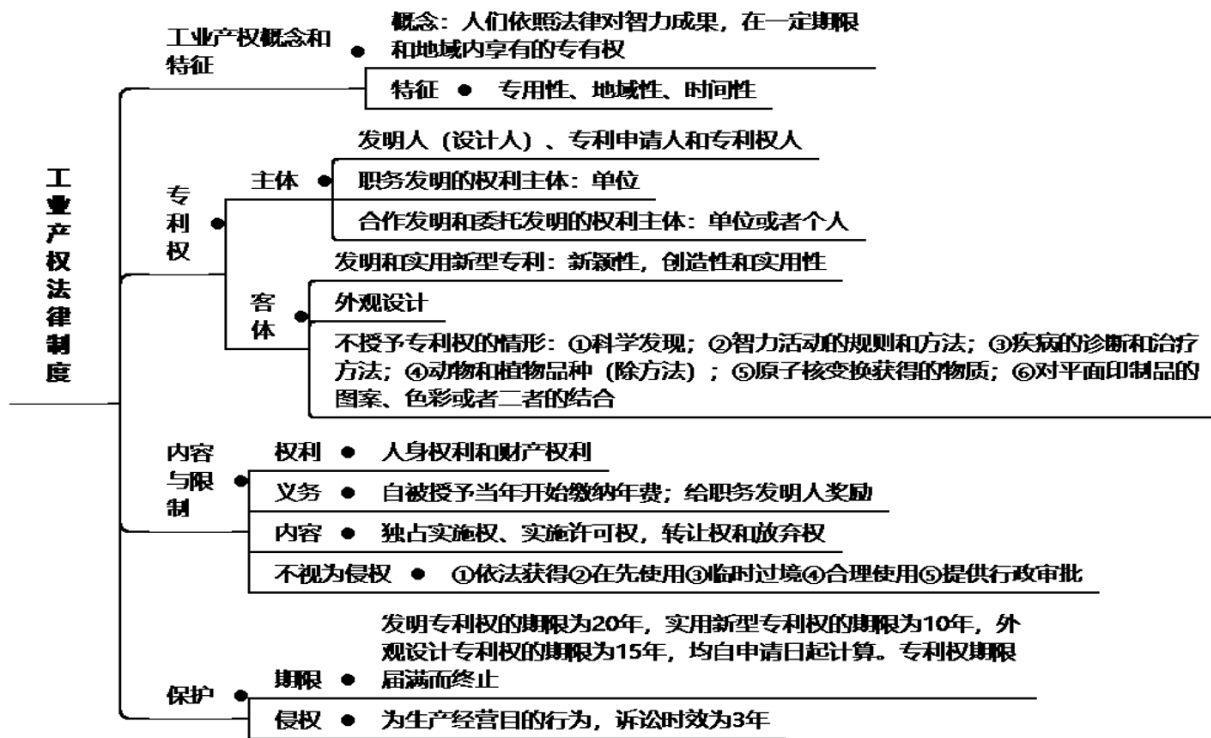 工业产权法律制度
工业产权概念和
特征
概念：人们依照法律对智力成果，在一定期限
和地域内享有的专有权
特征
专用性、地域性、时间性
专利权
主体
发明人（设计人）、专利申请人和专利权人
职务发明的权利主体：单位
合作发明和委托发明的权利主体：单位或者个人
客体
发明和实用新型专利：新颖性，创造性和实用性
外观设计
不授予专利权的情形：①科学发现；②智力活动的规则和方法；③疾病的诊断和治疗
方法；④动物和植物品种（除方法）；⑤原子核变换获得的物质；⑥对平面印制品的
图案、色彩或者二者的结合
内容
与限
制
权利
人身权利和财产权利
义务
自被授予当年开始缴纳年费；给职务发明人奖励
内容
独占实施权、实施许可权，转让权和放弃权
不视为侵权
①依法获得②在先使用③临时过境④合理使用⑤提供行政审批
保护
期限
发明专利权的期限为20年，实用新型专利权的期限为10年，外
观设计专利权的期限为15年，均自申请日起计算。专利权期限
届满而终止
侵权
为生产经营目的行为，诉讼时效为3年